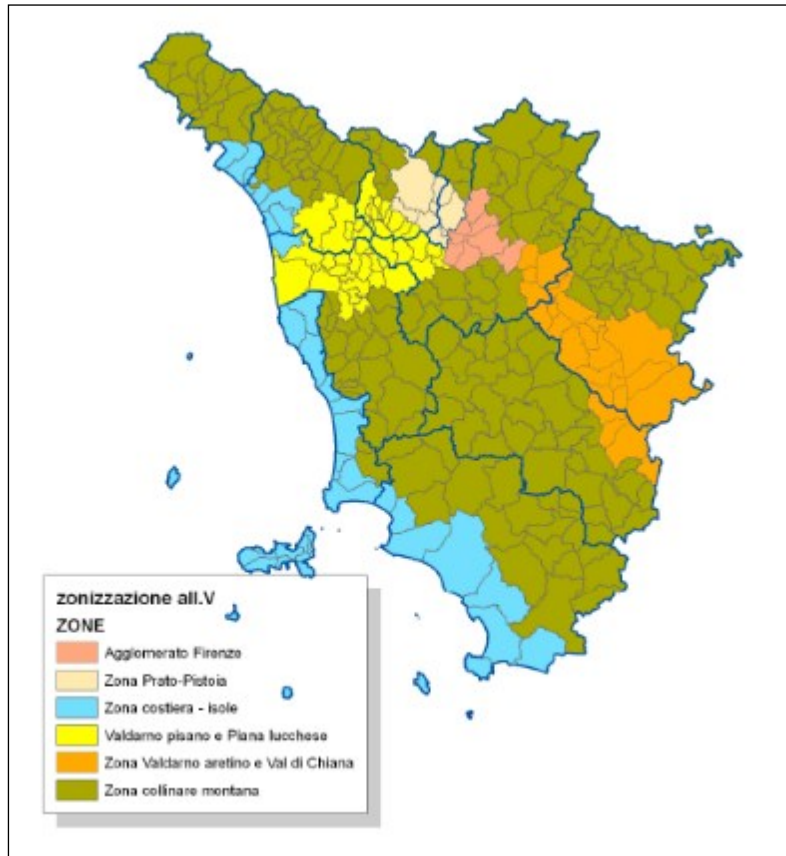 zonizzazione all.V
ZONE
Agglomerato Firenze
Zona Prato-Pistoia
Zona costiera - isole
Valdarno pisano e Piana lucchese
Zona Valdarno aretino e Val di Chiana
Zona collinare montana